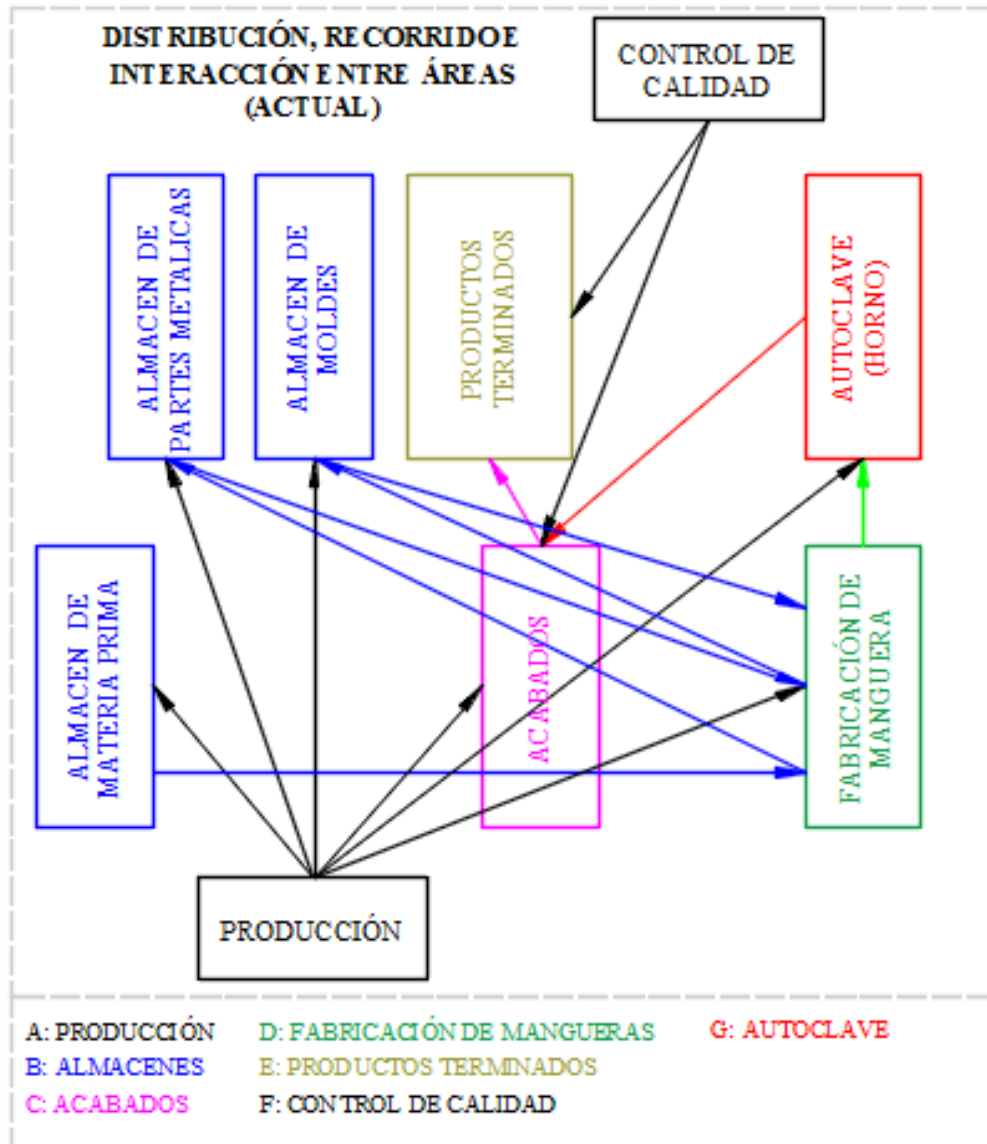 DISTRIBUCIÓN, RECORRIDO E
INTERACCIÓN ENTRE ÁREAS
(ACTUAL)
CONTROL DE
CALIDAD
ALMACEN DE
PARTES METALICAS
ALMACEN DE
MOLDES
PRODUCTOS
TERMINADOS
AUTOCLAVE
(HORNO)
ALMACEN DE
MATERIA PRIMA
ACABADOS
FABRICACIÓN DE
MANGUERA
PRODUCCIÓN
A: PRODUCCIÓN
D: FABRICACIÓN DE MANGUERAS
G: AUTOCLAVE
B: ALMACENES
E: PRODUCTOS TERMINADOS
C: ACABADOS
F: CONTROL DE CALIDAD